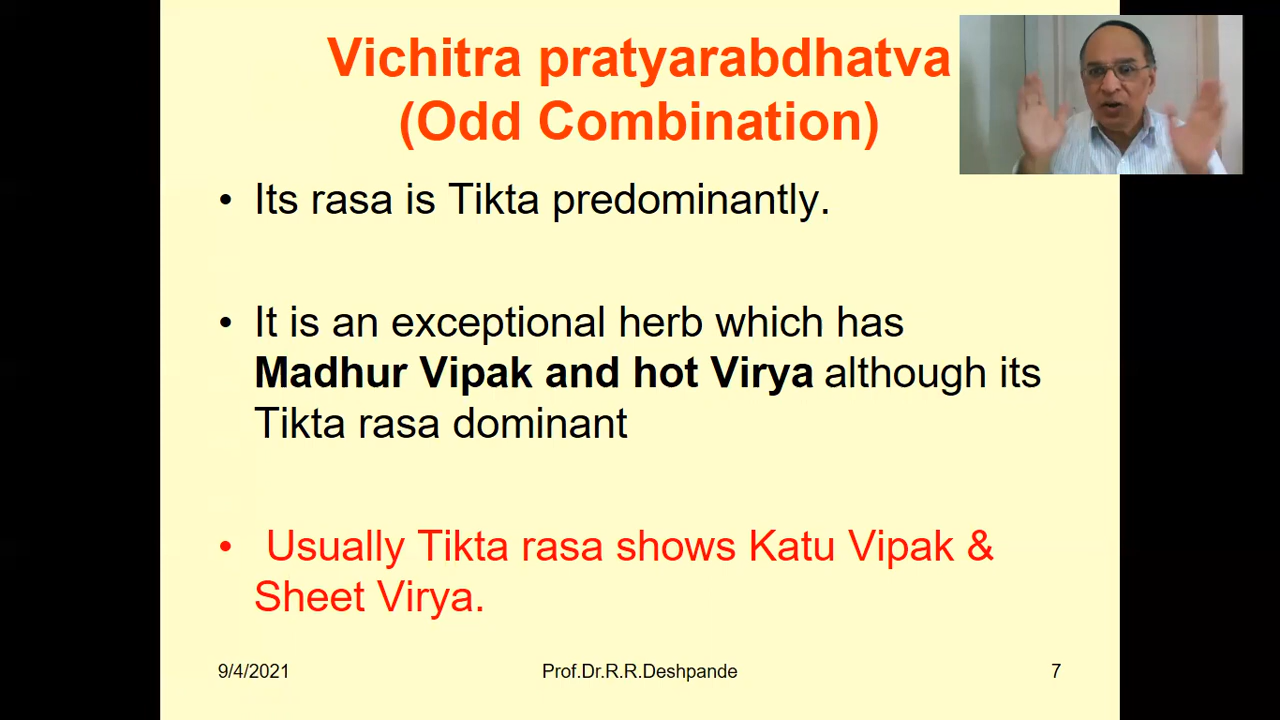 Vichitra pratyarabdhatva
(Odd Combination)
• Its rasa is Tikta predominantly.
• It is an exceptional herb which has
Madhur Vipak and hot Virya although its
Tikta rasa dominant
• Usually Tikta rasa shows Katu Vipak &
Sheet Virya.
9/4/2021
Prof.Dr.R.R.Deshpande
7